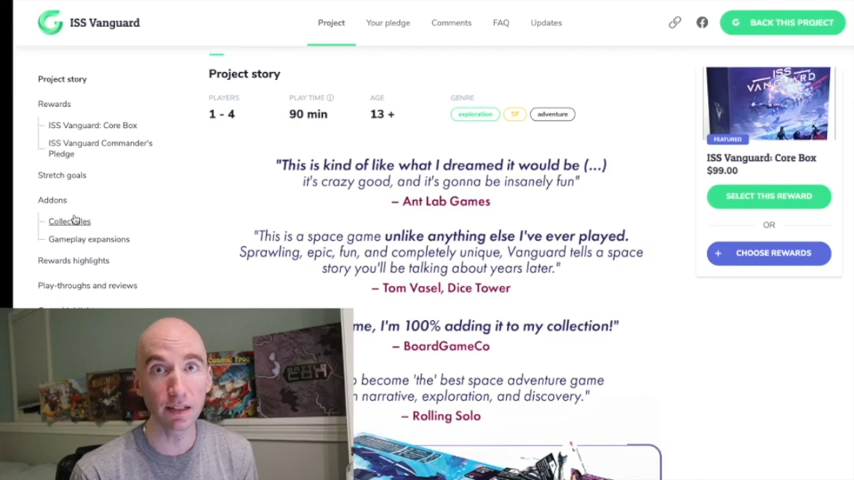 ISS Vanguard
Project
Your pledge
Comments
FAQ
Updates
BACK THIS PROJECT
Project story
Rewards
ISS Vanguard: Core Box
ISS Vanguard Commander's
Pledge
Stretch goals
Addons
Collectibles
Gameplay expansions
Rewards highlights
Play-throughs and reviews
Project story
PLAYERS
1 - 4
PLAY TIME
90 min
AGE
13 +
GENRE
exploration
SF
adventure
"This is kind of like what I dreamed it would be (...)
it's crazy good, and it's gonna be insanely fun"
– Ant Lab Games
"This is a space game unlike anything else I've ever played.
Sprawling, epic, fun, and completely unique, Vanguard tells a space
story you'll be talking about years later."
– Tom Vasel, Dice Tower
me, I'm 100% adding it to my collection!"
– BoardGameCo
become 'the' best space adventure game
narrative, exploration, and discovery."
– Rolling Solo
ISS
VANGUARD
FEATURED
ISS Vanguard: Core Box
$99.00
SELECT THIS REWARD
OR
+ CHOOSE REWARDS